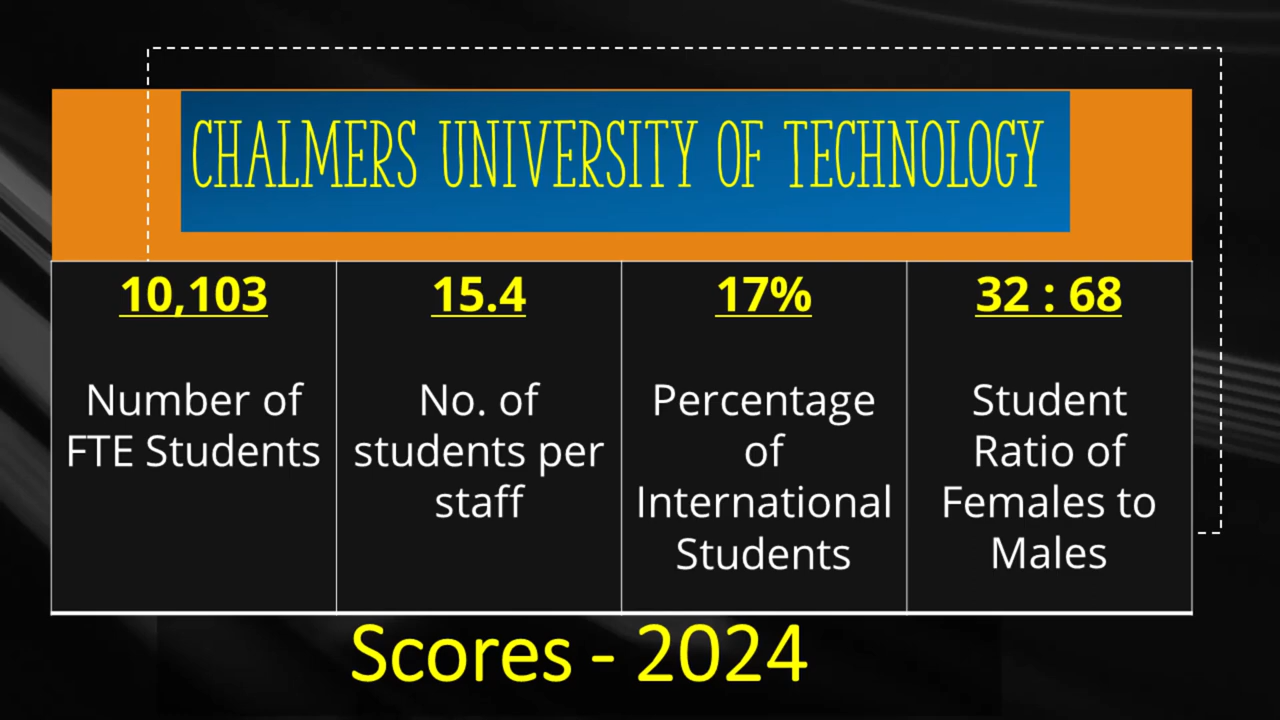 CHALMERS UNIVERSITY OF TECHNOLOGY
10,103
Number of
FTE Students
15.4
No. of
students per
staff
17%
Percentage
of
International
Students
32 : 68
Student
Ratio of
Females to
Males
Scores - 2024